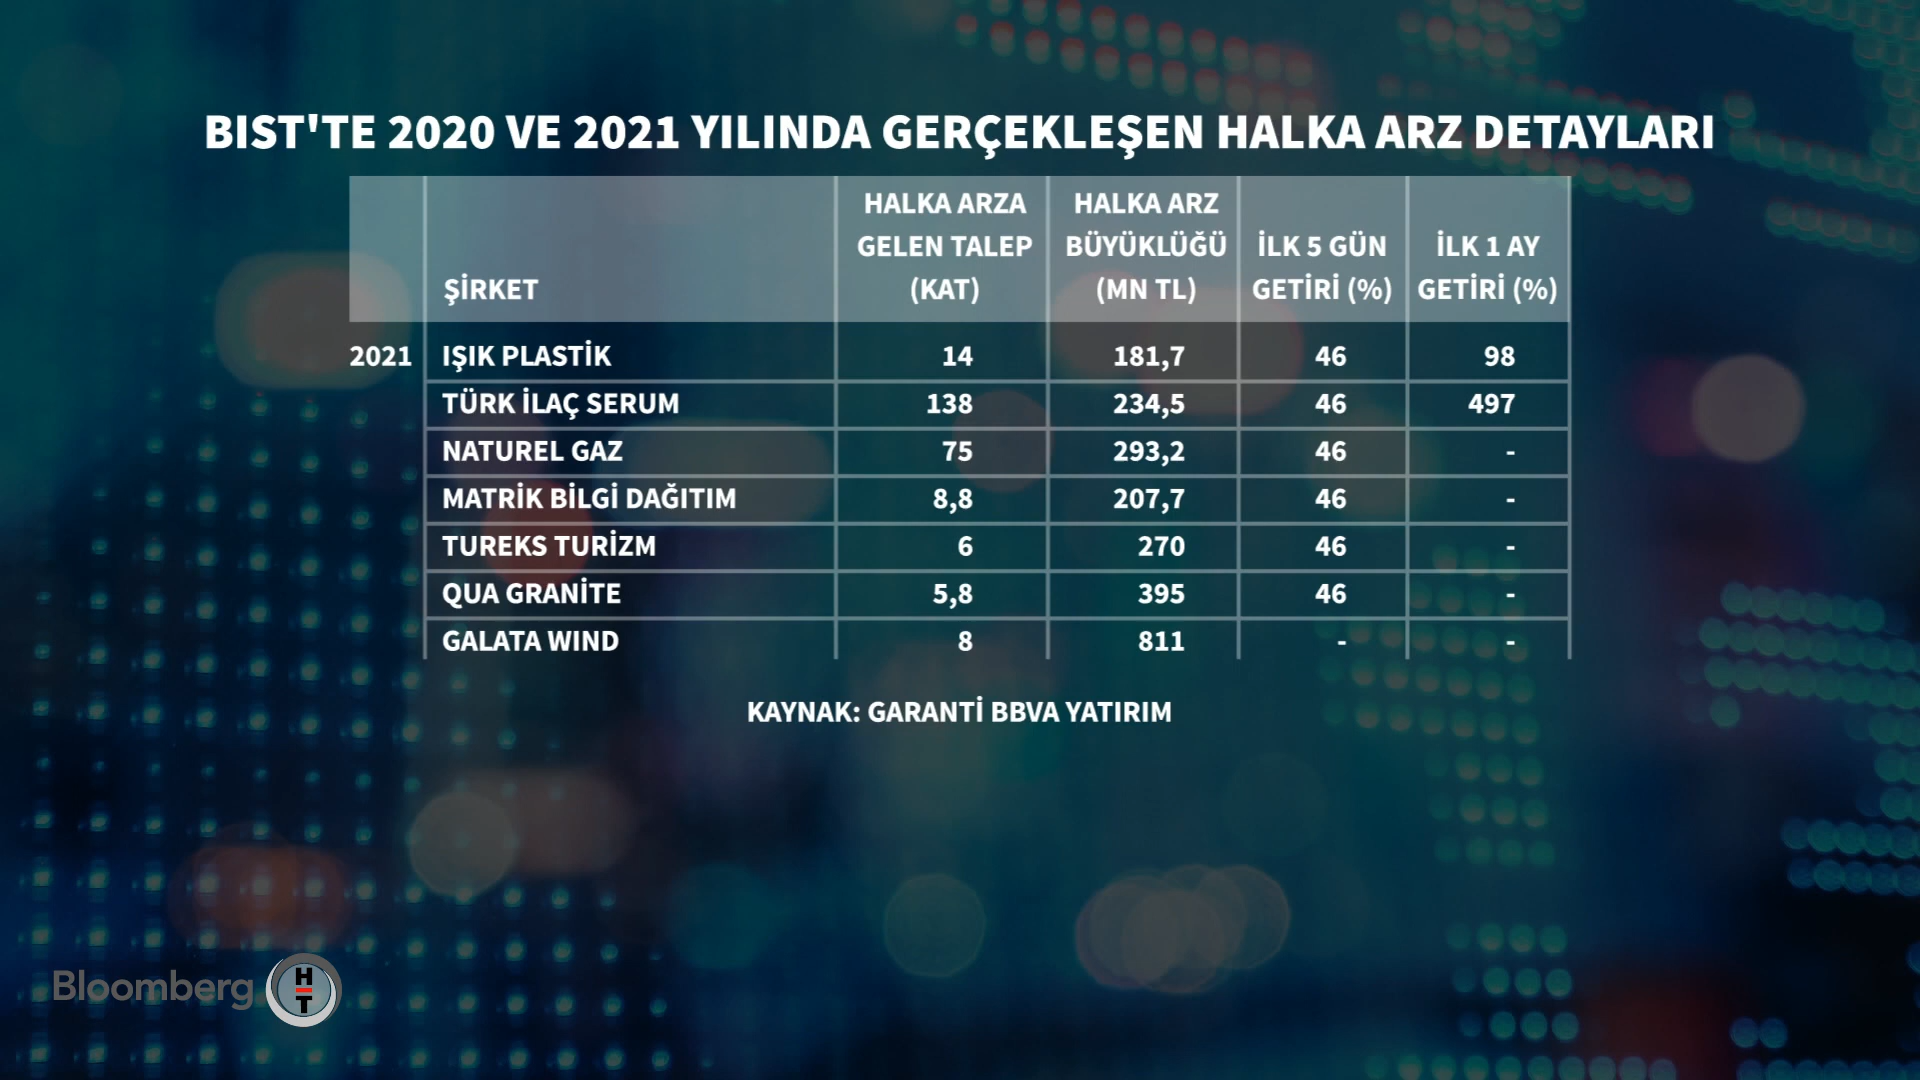 BIST'TE 2020 VE 2021 YILINDA GERÇEKLEŞEN HALKA ARZ DETAYLARI
ŞİRKET HALKA ARZA GELEN TALEP (KAT) HALKA ARZ BÜYÜKLÜĞÜ (MN TL) İLK 5 GÜN GETİRİ (%) İLK 1 AY GETİRİ (%)
2021 IŞIK PLASTİK 14 181,7 46 98
TÜRK İLAÇ SERUM 138 234,5 46 497
NATUREL GAZ 75 293,2 46 -
MATRİK BİLGİ DAĞITIM 8,8 207,7 46 -
TUREKS TURİZM 6 270 46 -
QUA GRANİTE 5,8 395 46 -
GALATA WIND 8 811 - -
KAYNAK: GARANTİ BBVA YATIRIM
Bloomberg HT